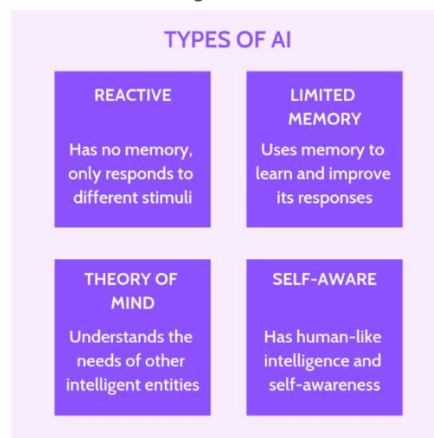 TYPES OF AI
REACTIVE
Has no memory,
only responds to
different stimuli
LIMITED
MEMORY
Uses memory to
learn and improve
its responses
THEORY OF
MIND
Understands the
needs of other
intelligent entities
SELF-AWARE
Has human-like
intelligence and
self-awareness